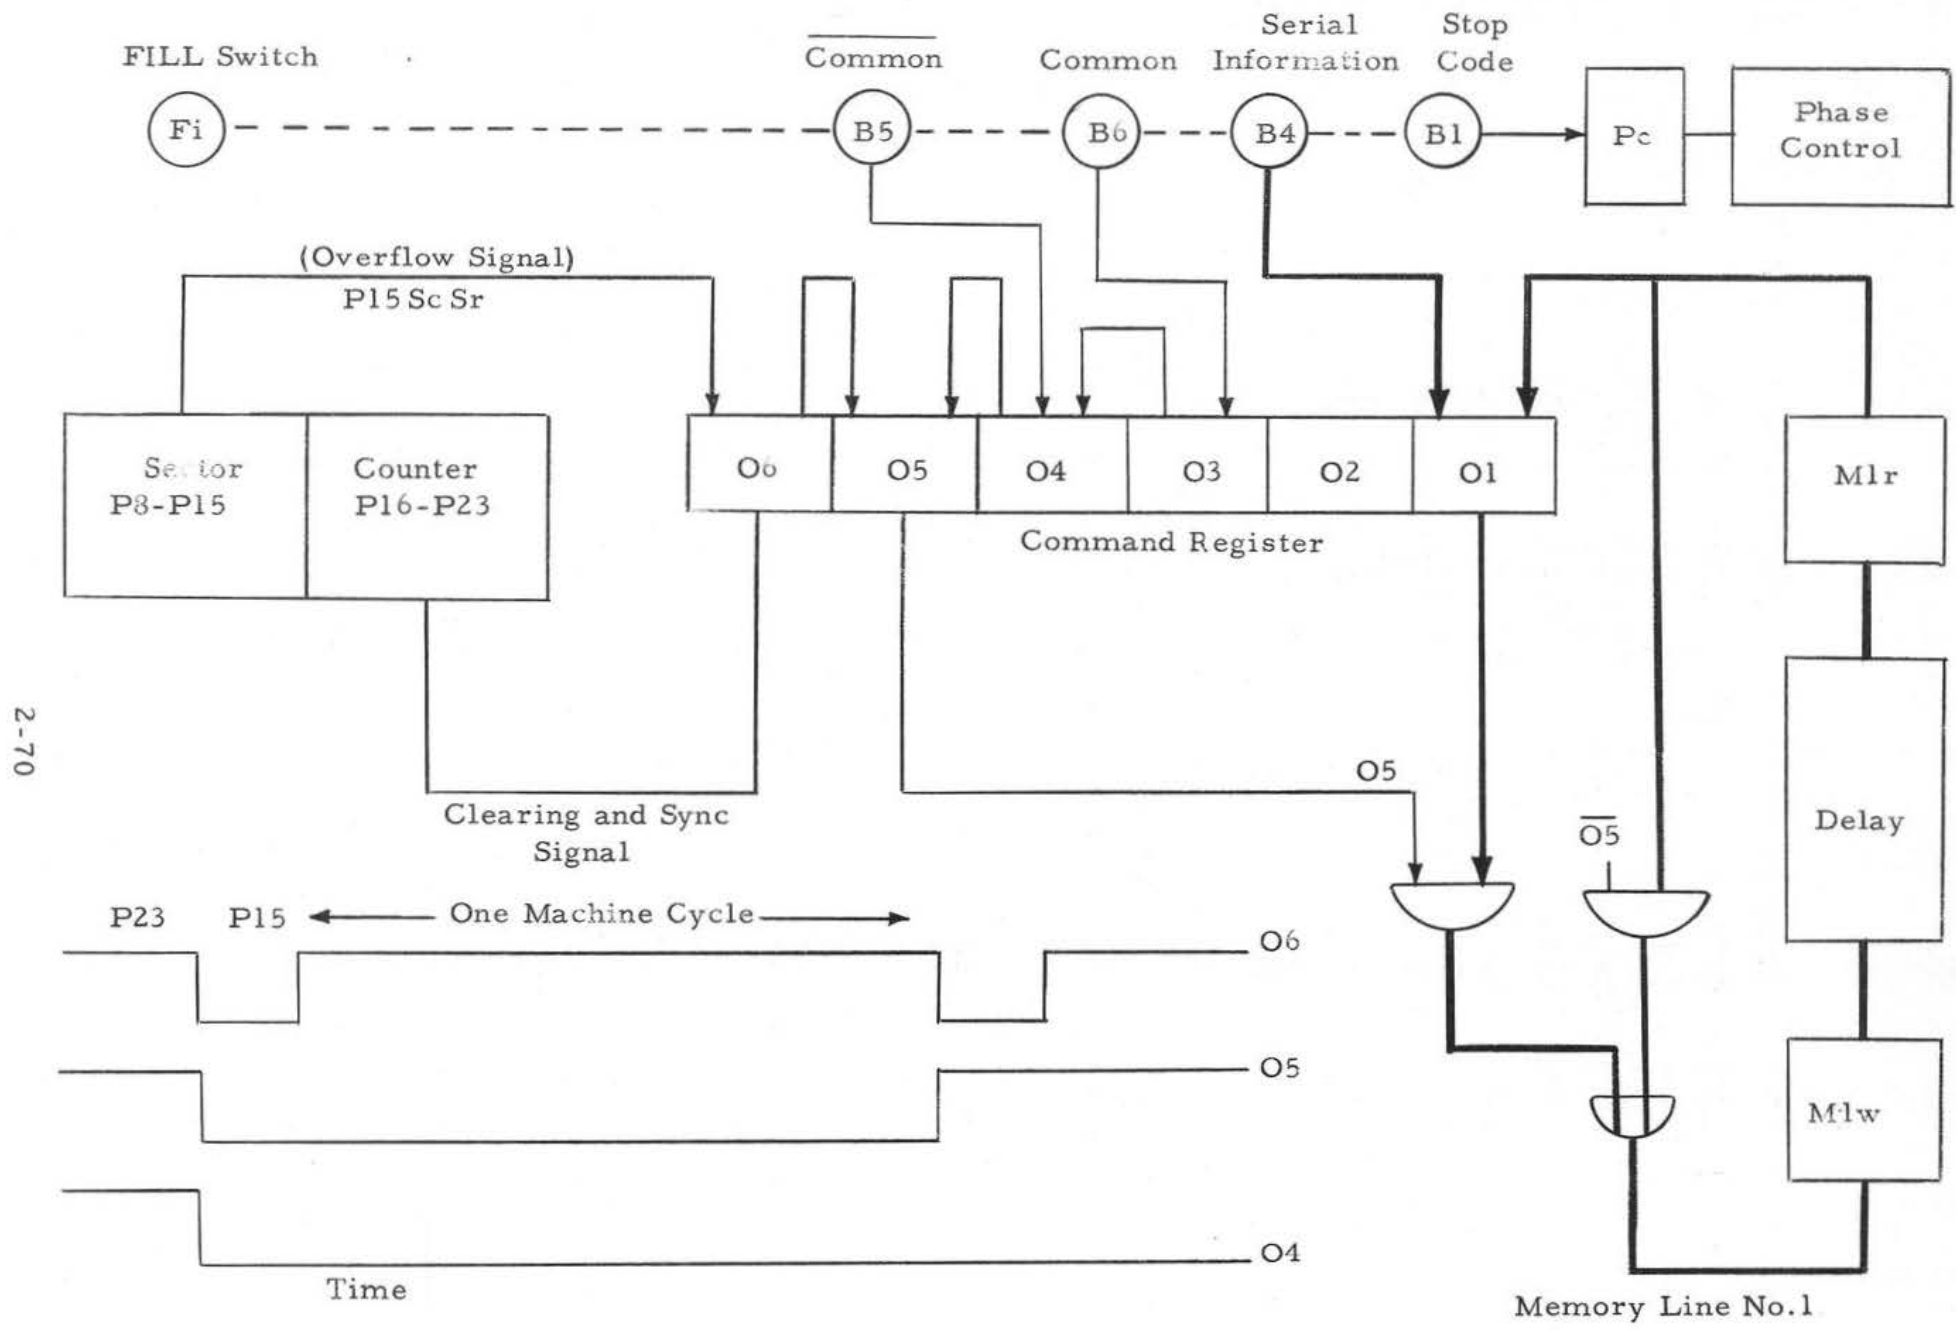 FILL Switch
Common
Common
Serial
Information
Stop
Code
Fi
B5
B6
B4
B1
Pc
Phase
Control
(Overflow Signal)
P15 Sc Sr
Sector
P8-P15
Counter
P16-P23
O6
O5
O4
O3
O2
O1
Command Register
M1r
Delay
M1w
2-70
O5
O5
Clearing and Sync
Signal
P23
P15
One Machine Cycle
O6
O5
O4
Time
Memory Line No.1